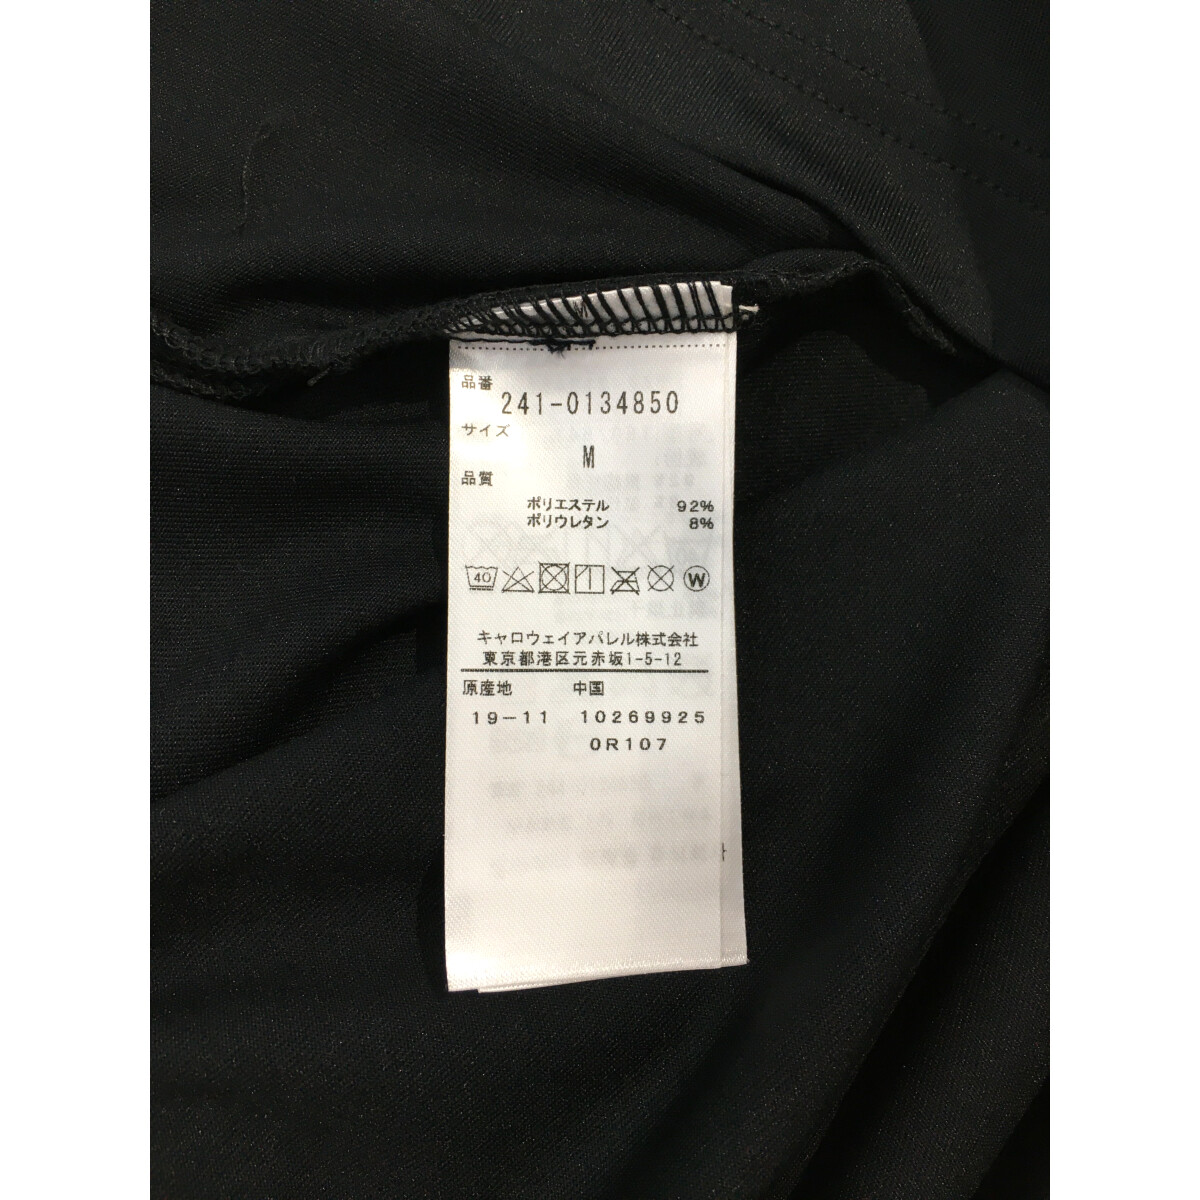 M
品番
241-0134850
サイズ
M
品質
ポリエステル 92%
ポリウレタン 8%
40 W
キャロウェイアパレル株式会社
東京都港区元赤坂1-5-12
原産地 中国
19-11 10269925
0R107